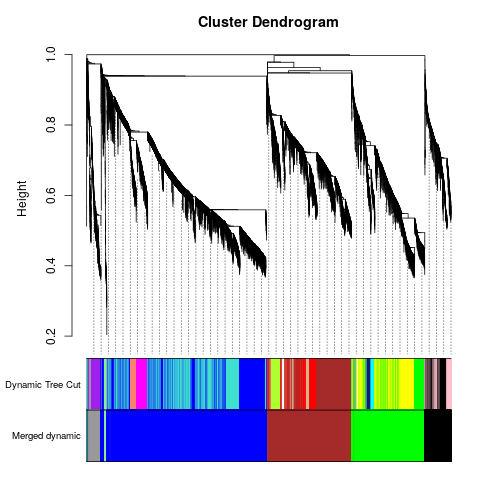 Cluster Dendrogram
Height
1.0
0.8
0.6
0.4
0.2
Dynamic Tree Cut
Merged dynamic